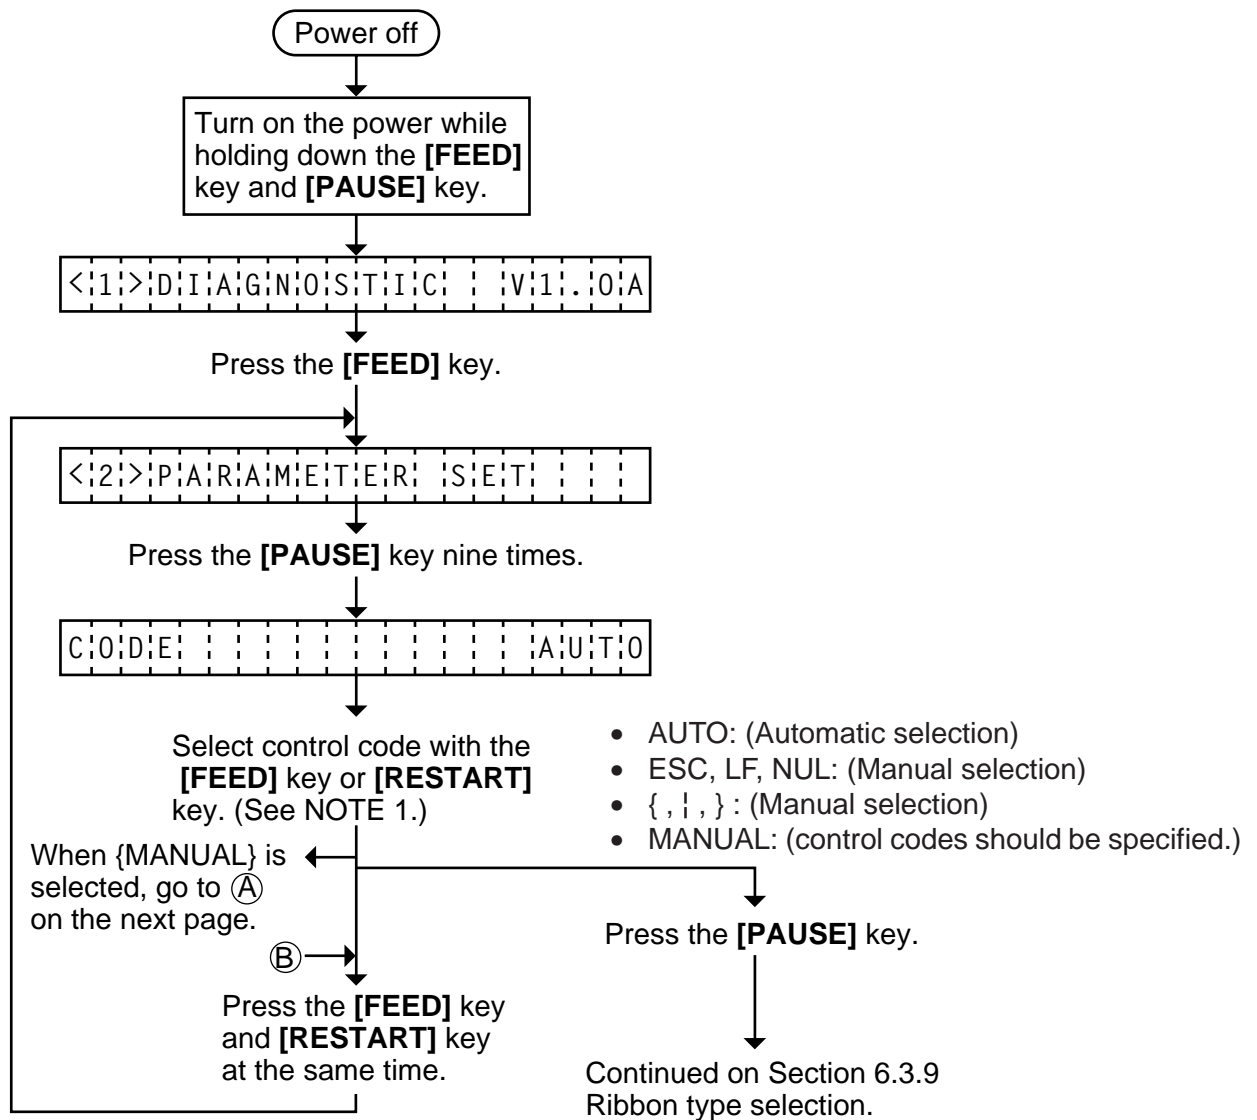 Power off
Turn on the power while
holding down the [FEED]
key and [PAUSE] key.
<1>DIAGNOSTIC  V1.0A
Press the [FEED] key.
<2>PARAMETER SET
Press the [PAUSE] key nine times.
CODE            AUTO
Select control code with the
[FEED] key or [RESTART]
key. (See NOTE 1.)
• AUTO: (Automatic selection)
• ESC, LF, NUL: (Manual selection)
• { , ¦ , } : (Manual selection)
• MANUAL: (control codes should be specified.)
When {MANUAL} is
selected, go to Ⓐ
on the next page.
Ⓑ
Press the [FEED] key
and [RESTART] key
at the same time.
Press the [PAUSE] key.
Continued on Section 6.3.9
Ribbon type selection.